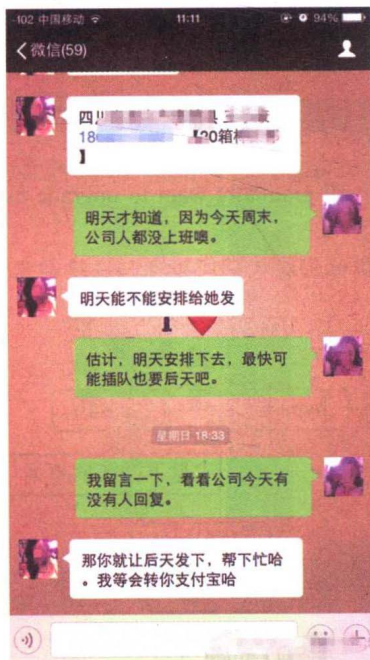 -102 中国移动 11:11 94%
微信(59)
四川
18
【20箱
】
明天才知道，因为今天周末，
公司人都没上班噢。
明天能不能安排给她发
I
估计，明天安排下去，最快可
能插队也要后天吧。
星期日 18:33
我留言一下，看看公司今天有
没有人回复。
那你就让后天发下，帮下忙哈
。我等会转你支付宝哈